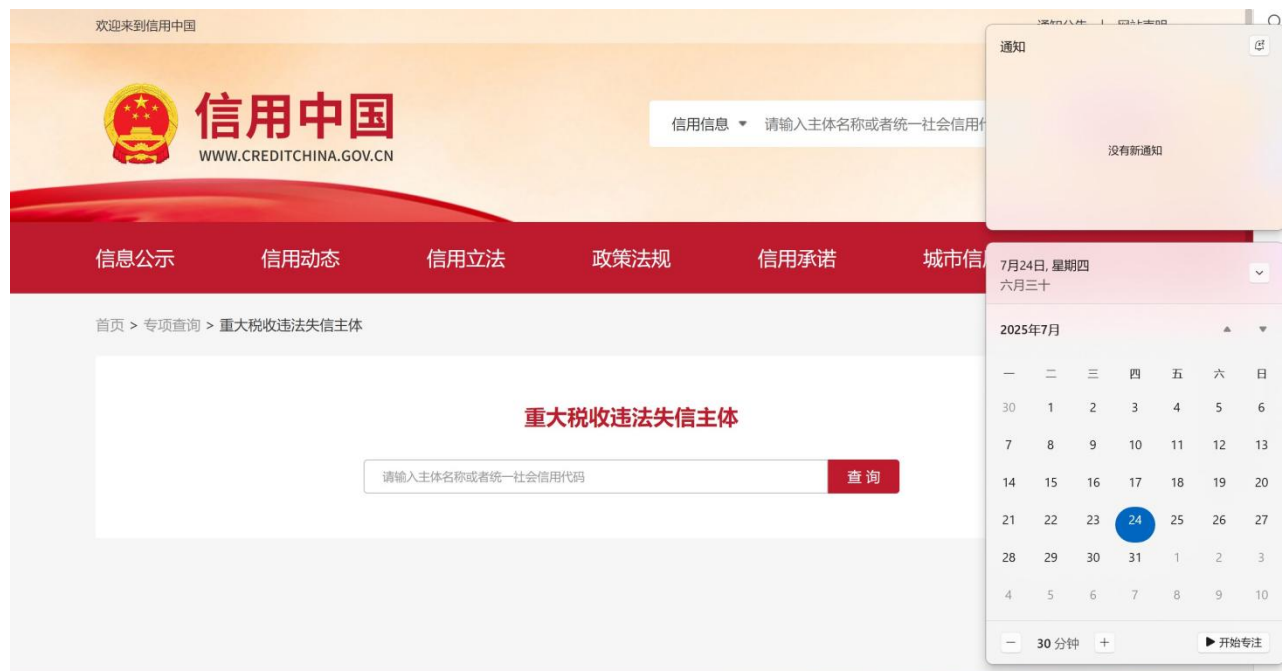 欢迎来到信用中国
信用中国
WWW.CREDITCHINA.GOV.CN
信用信息 请输入主体名称或者统一社会信用
信息公示 信用动态 信用立法 政策法规 信用承诺 城市信
首页 > 专项查询 > 重大税收违法失信主体
重大税收违法失信主体
请输入主体名称或者统一社会信用代码 查询
通知
没有新通知
7月24日, 星期四
六月三十
2025年7月
一 二 三 四 五 六 日
30 1 2 3 4 5 6
7 8 9 10 11 12 13
14 15 16 17 18 19 20
21 22 23 24 25 26 27
28 29 30 31 1 2 3
4 5 6 7 8 9 10
30 分钟
开始专注